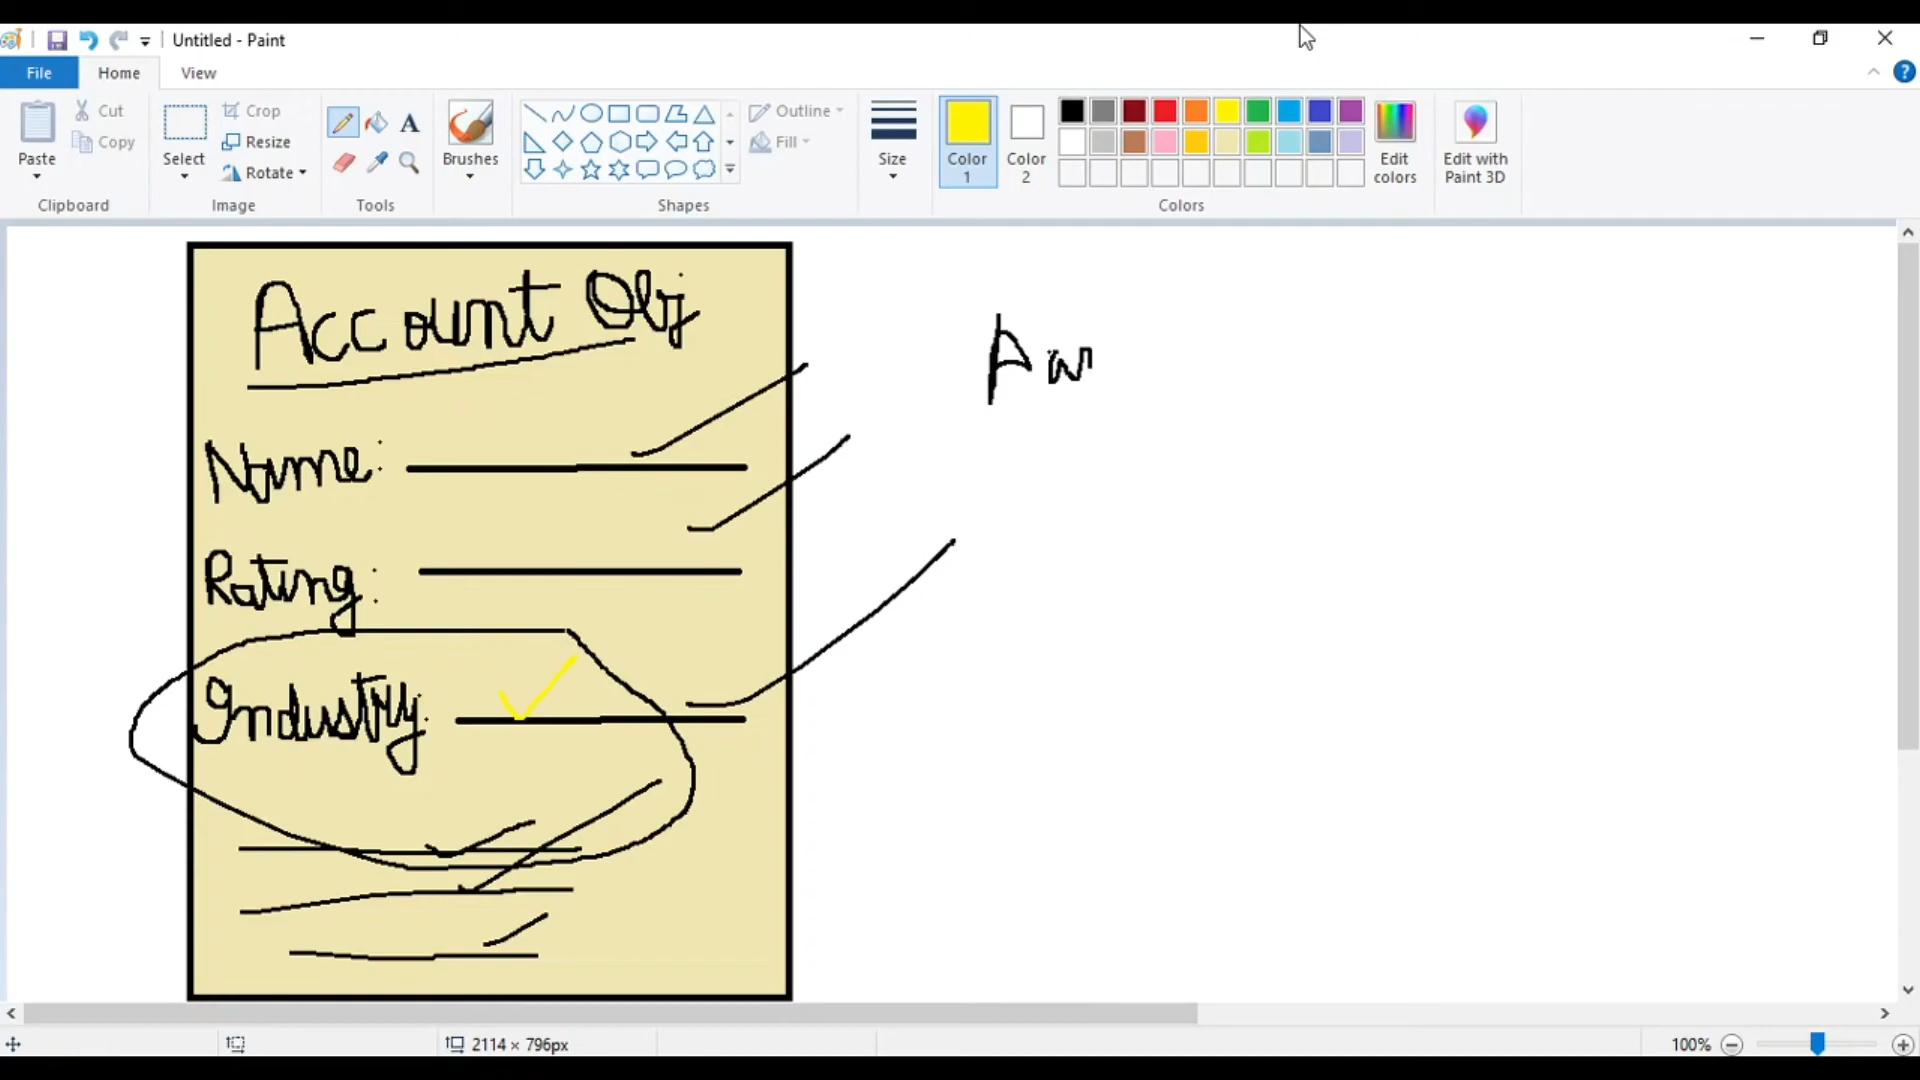 Untitled - Paint
File Home View
Paste
Cut
Copy
Clipboard
Select
Crop
Resize
Rotate
Image
A
Tools
Brushes
Shapes
Outline
Fill
Size
Color 1
Color 2
Edit colors
Edit with Paint 3D
Colors
Account Obj
Name:
Rating:
Industry:
2114 × 796px
100%